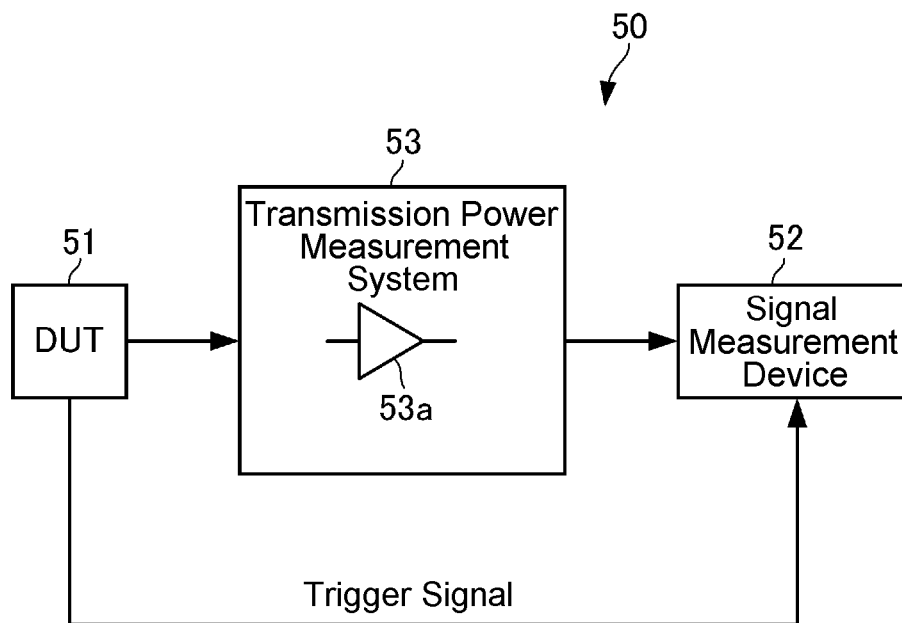 50
53
Transmission Power
Measurement
System
51
DUT
53a
52
Signal
Measurement
Device
Trigger Signal